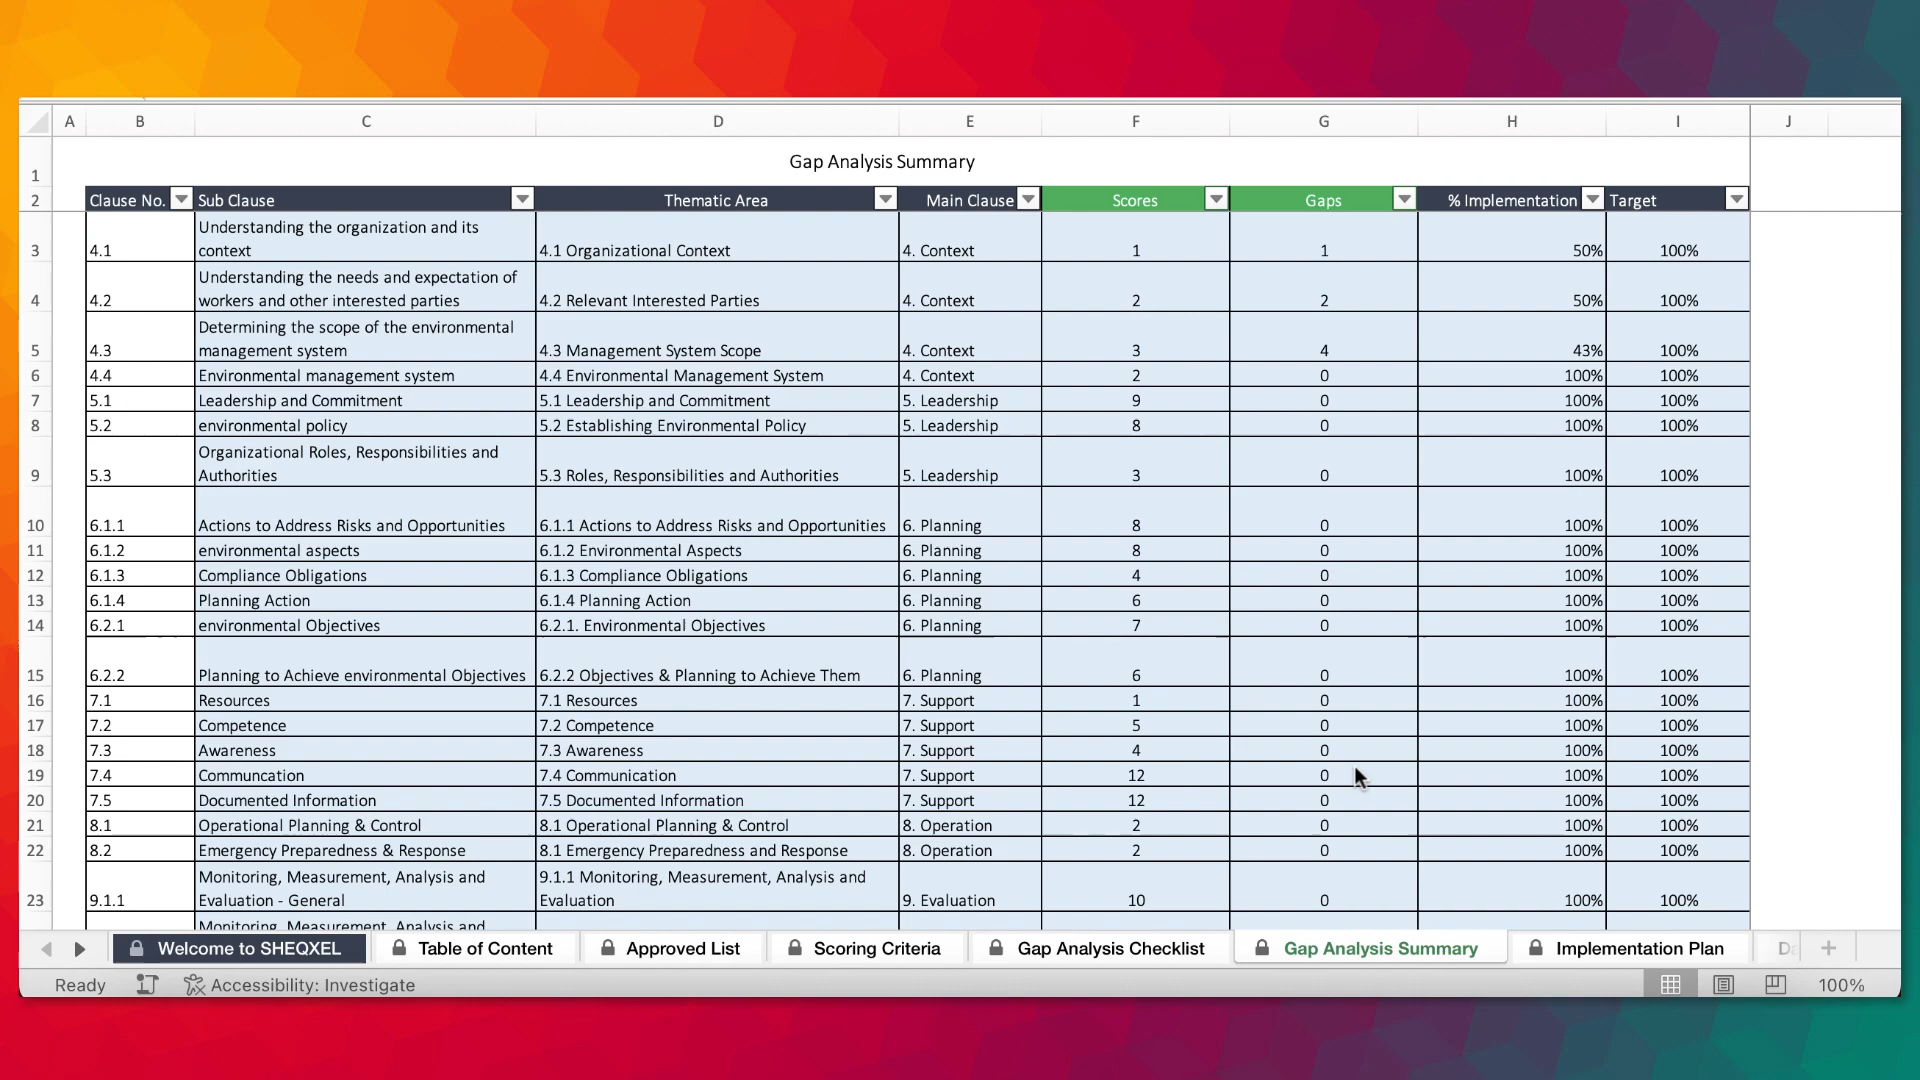 A B C D E F G H I J
1 Gap Analysis Summary
2 Clause No. Sub Clause Thematic Area Main Clause Scores Gaps % Implementation Target
Understanding the organization and its
3 4.1 context 4.1 Organizational Context 4. Context 1 1 50% 100%
Understanding the needs and expectation of
4 4.2 workers and other interested parties 4.2 Relevant Interested Parties 4. Context 2 2 50% 100%
Determining the scope of the environmental
5 4.3 management system 4.3 Management System Scope 4. Context 3 4 43% 100%
6 4.4 Environmental management system 4.4 Environmental Management System 4. Context 2 0 100% 100%
7 5.1 Leadership and Commitment 5.1 Leadership and Commitment 5. Leadership 9 0 100% 100%
8 5.2 environmental policy 5.2 Establishing Environmental Policy 5. Leadership 8 0 100% 100%
Organizational Roles, Responsibilities and
9 5.3 Authorities 5.3 Roles, Responsibilities and Authorities 5. Leadership 3 0 100% 100%
10 6.1.1 Actions to Address Risks and Opportunities 6.1.1 Actions to Address Risks and Opportunities 6. Planning 8 0 100% 100%
11 6.1.2 environmental aspects 6.1.2 Environmental Aspects 6. Planning 8 0 100% 100%
12 6.1.3 Compliance Obligations 6.1.3 Compliance Obligations 6. Planning 4 0 100% 100%
13 6.1.4 Planning Action 6.1.4 Planning Action 6. Planning 6 0 100% 100%
14 6.2.1 environmental Objectives 6.2.1. Environmental Objectives 6. Planning 7 0 100% 100%
15 6.2.2 Planning to Achieve environmental Objectives 6.2.2 Objectives & Planning to Achieve Them 6. Planning 6 0 100% 100%
16 7.1 Resources 7.1 Resources 7. Support 1 0 100% 100%
17 7.2 Competence 7.2 Competence 7. Support 5 0 100% 100%
18 7.3 Awareness 7.3 Awareness 7. Support 4 0 100% 100%
19 7.4 Communcation 7.4 Communication 7. Support 12 0 100% 100%
20 7.5 Documented Information 7.5 Documented Information 7. Support 12 0 100% 100%
21 8.1 Operational Planning & Control 8.1 Operational Planning & Control 8. Operation 2 0 100% 100%
22 8.2 Emergency Preparedness & Response 8.1 Emergency Preparedness and Response 8. Operation 2 0 100% 100%
Monitoring, Measurement, Analysis and 9.1.1 Monitoring, Measurement, Analysis and
23 9.1.1 Evaluation - General Evaluation 9. Evaluation 10 0 100% 100%
Monitoring, Measurement, Analysis and
Welcome to SHEQXEL Table of Content Approved List Scoring Criteria Gap Analysis Checklist Gap Analysis Summary Implementation Plan
Ready Accessibility: Investigate 100%